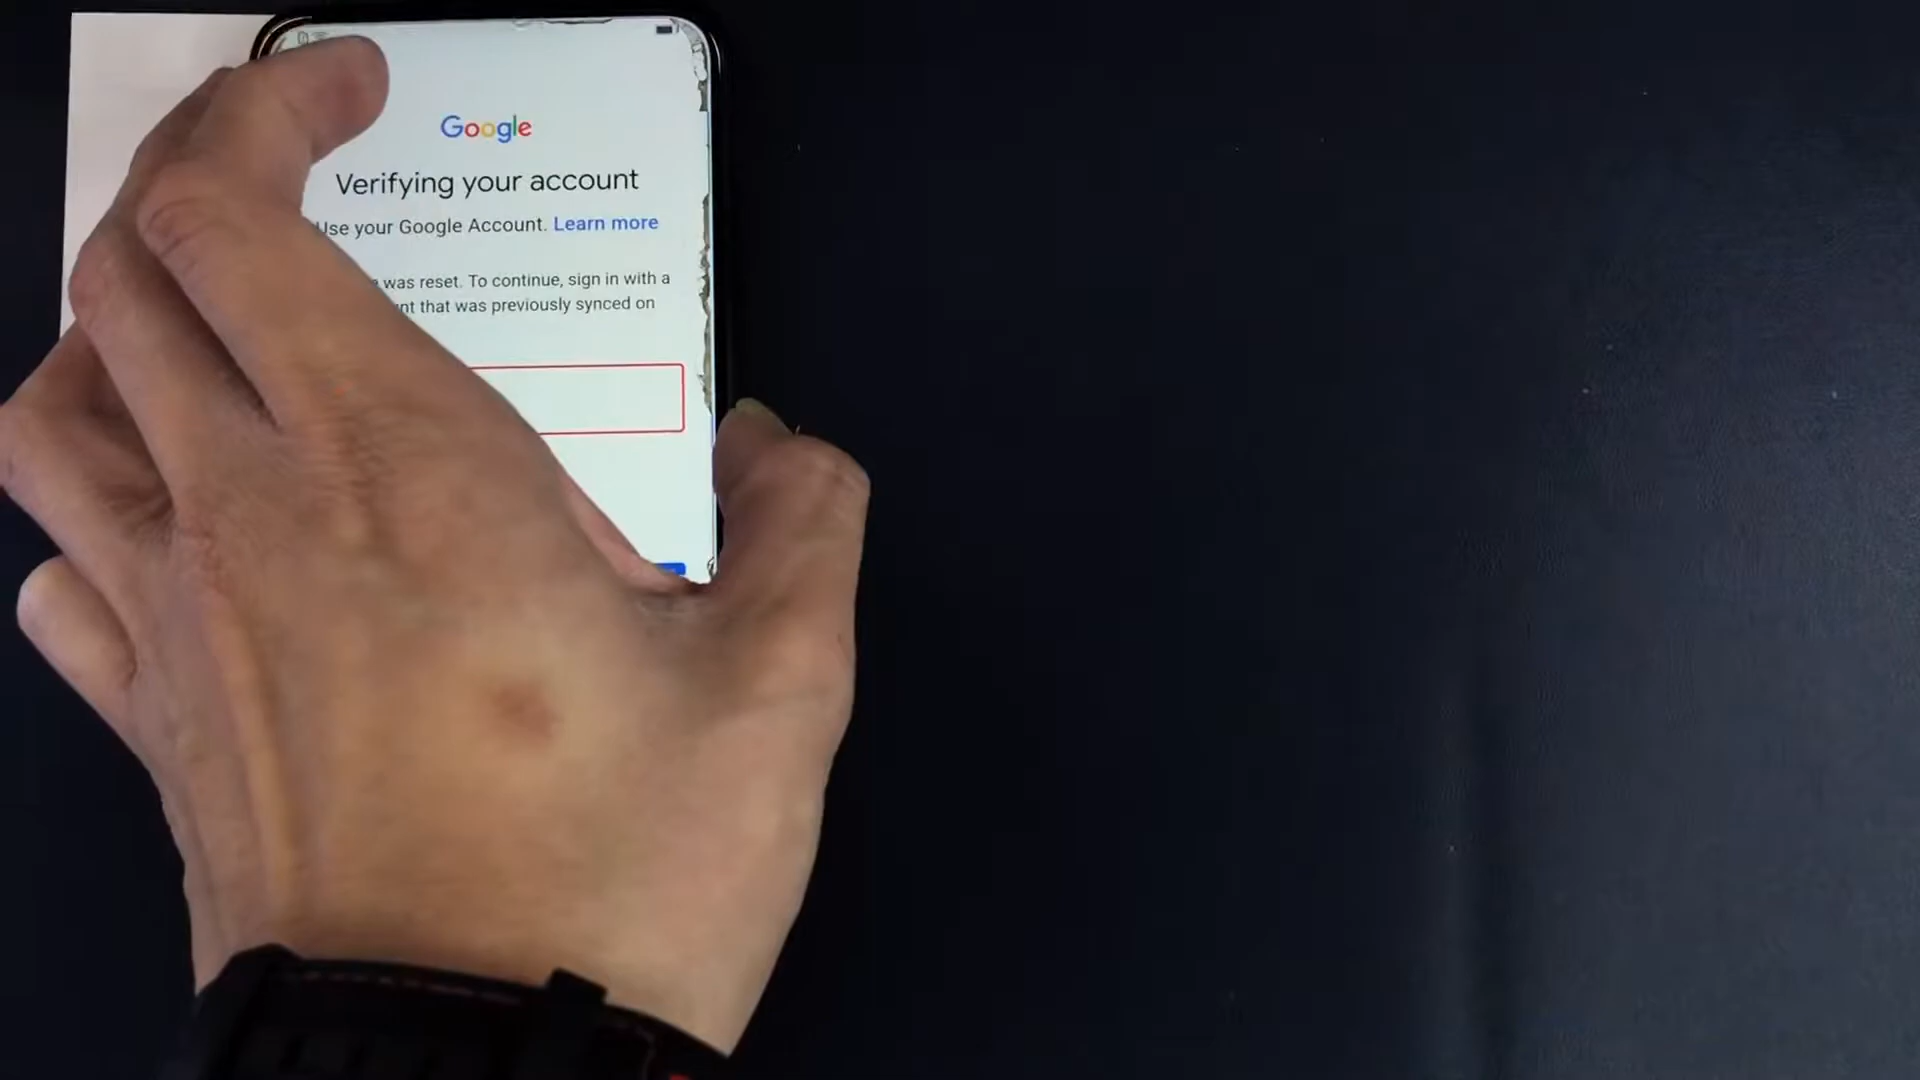 Google
Verifying your account
Use your Google Account. Learn more
was reset. To continue, sign in with a
that was previously synced on